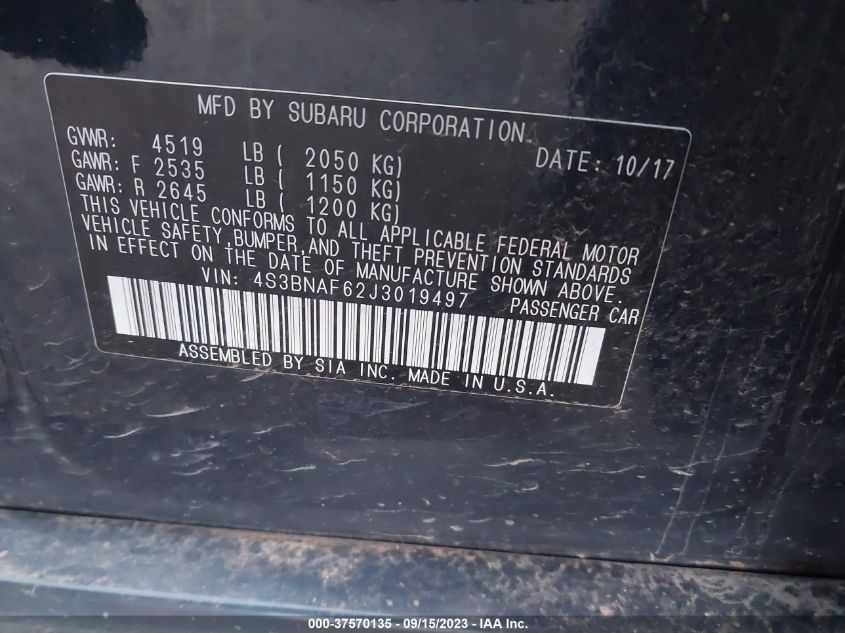 MFD BY SUBARU CORPORATION
GVWR: 4519 LB ( 2050 KG) DATE: 10/17
GAWR: F 2535 LB ( 1150 KG)
GAWR: R 2645 LB ( 1200 KG)
THIS VEHICLE CONFORMS TO ALL APPLICABLE FEDERAL MOTOR
VEHICLE SAFETY,BUMPER,AND THEFT PREVENTION STANDARDS
IN EFFECT ON THE DATE OF MANUFACTURE SHOWN ABOVE.
VIN: 4S3BNAF62J3019497 PASSENGER CAR
ASSEMBLED BY SIA INC. MADE IN U.S.A.
000-37570135 - 09/15/2023 - IAA Inc.